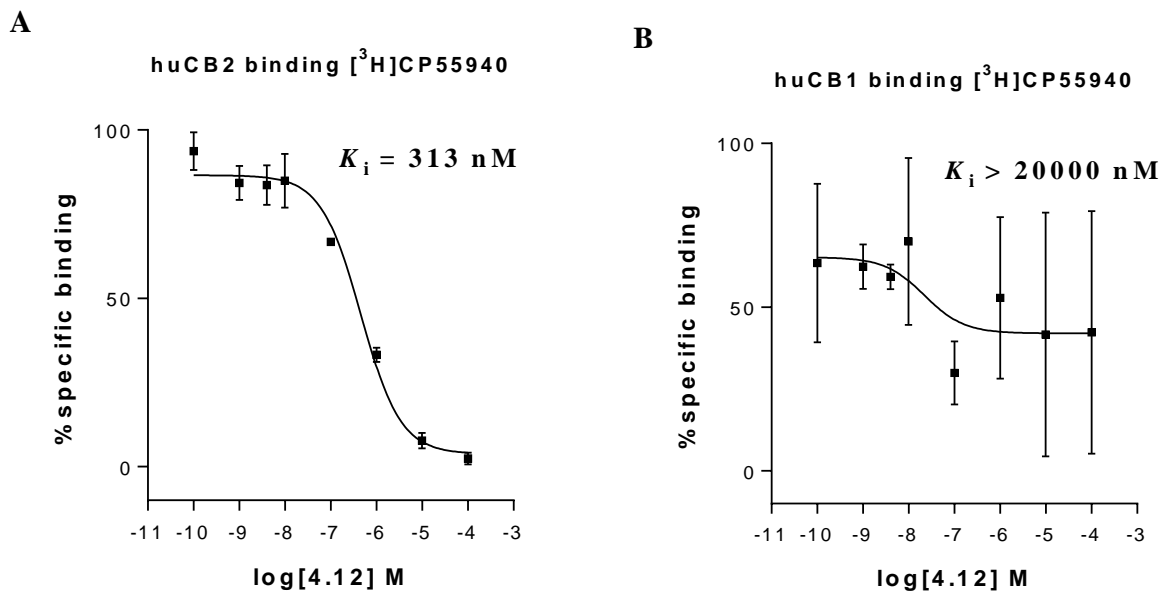 A
huCB2 binding [³H]CP55940
100
50
0
% specific binding
Kᵢ = 313 nM
-11 -10 -9 -8 -7 -6 -5 -4 -3
log[4.12] M
B
huCB1 binding [³H]CP55940
100
50
0
% specific binding
Kᵢ > 20000 nM
-11 -10 -9 -8 -7 -6 -5 -4 -3
log[4.12] M